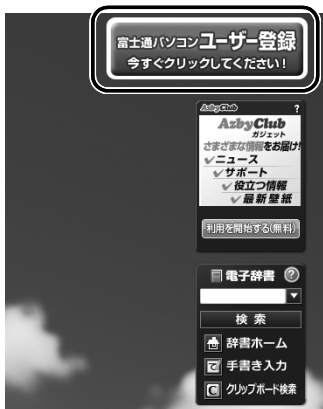 富士通パソコンユーザー登録
今すぐクリックしてください!
AzbyClub ?
AzbyClub
ガジェット
さまざまな情報をお届け!
✓ニュース
✓サポート
✓役立つ情報
✓最新壁紙
利用を開始する(無料)
電子辞書 ?
検索
辞書ホーム
手書き入力
C クリップボード検索